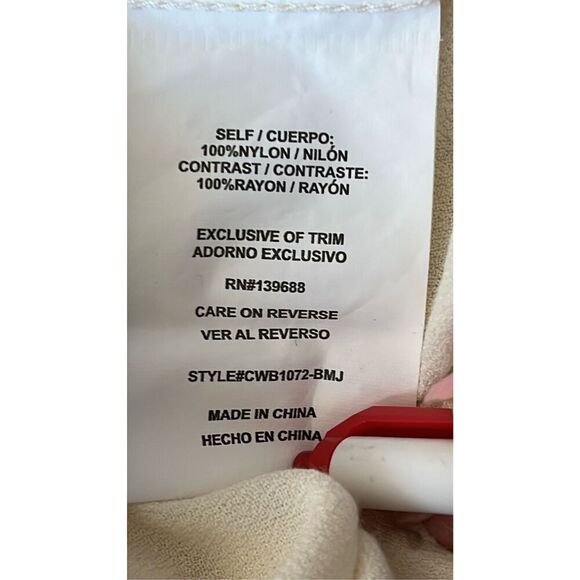 SELF / CUERPO:
100%NYLON / NILÓN
CONTRAST / CONTRASTE:
100%RAYON / RAYÓN
EXCLUSIVE OF TRIM
ADORNO EXCLUSIVO
RN#139688
CARE ON REVERSE
VER AL REVERSO
STYLE#CWB1072-BMJ
MADE IN CHINA
HECHO EN CHINA